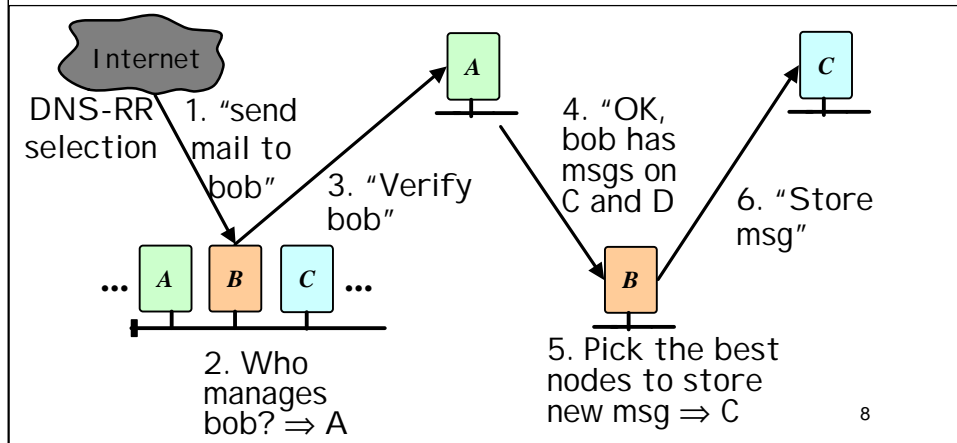 Internet
DNS-RR
selection
1. “send
mail to
bob”
3. “Verify
bob”
A
4. “OK,
bob has
msgs on
C and D
C
6. “Store
msg”
... A B C ...
B
2. Who
manages
bob? ⇒ A
5. Pick the best
nodes to store
new msg ⇒ C
8